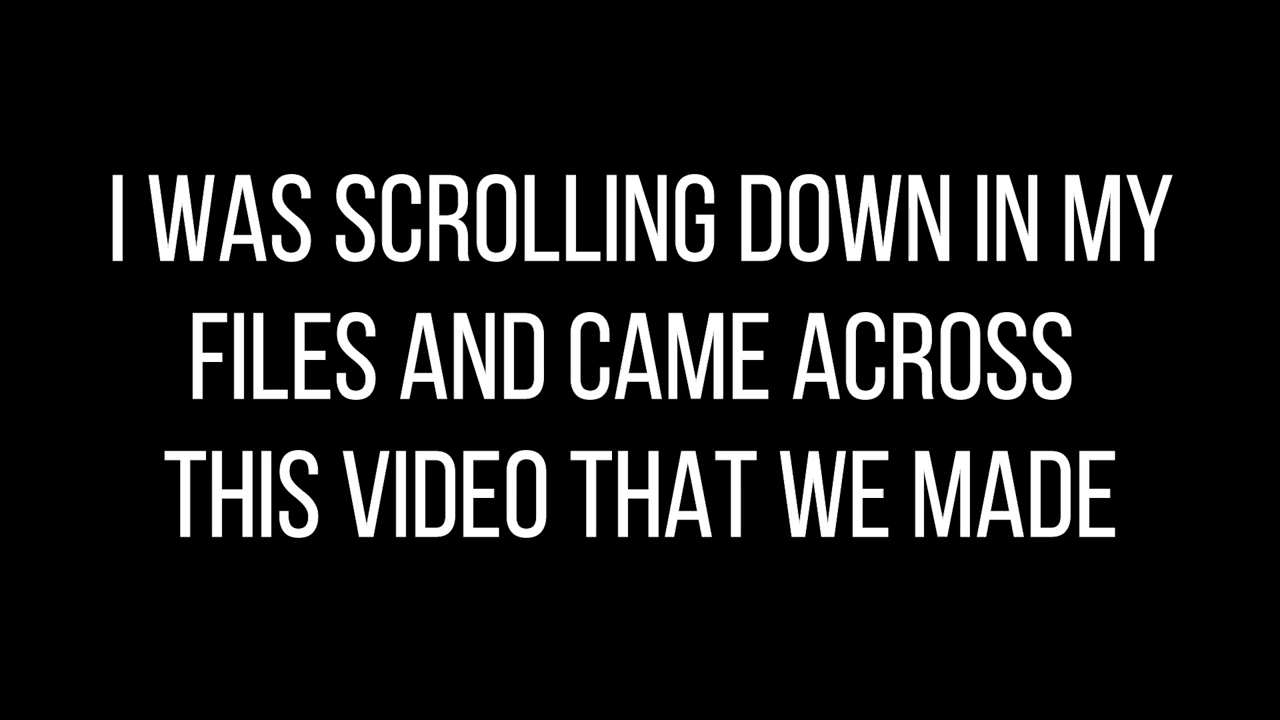 I WAS SCROLLING DOWN IN MY
FILES AND CAME ACROSS
THIS VIDEO THAT WE MADE